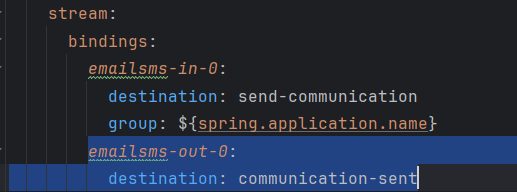 stream:
bindings:
emailsms-in-0:
destination: send-communication
group: ${spring.application.name}
emailsms-out-0:
destination: communication-sent